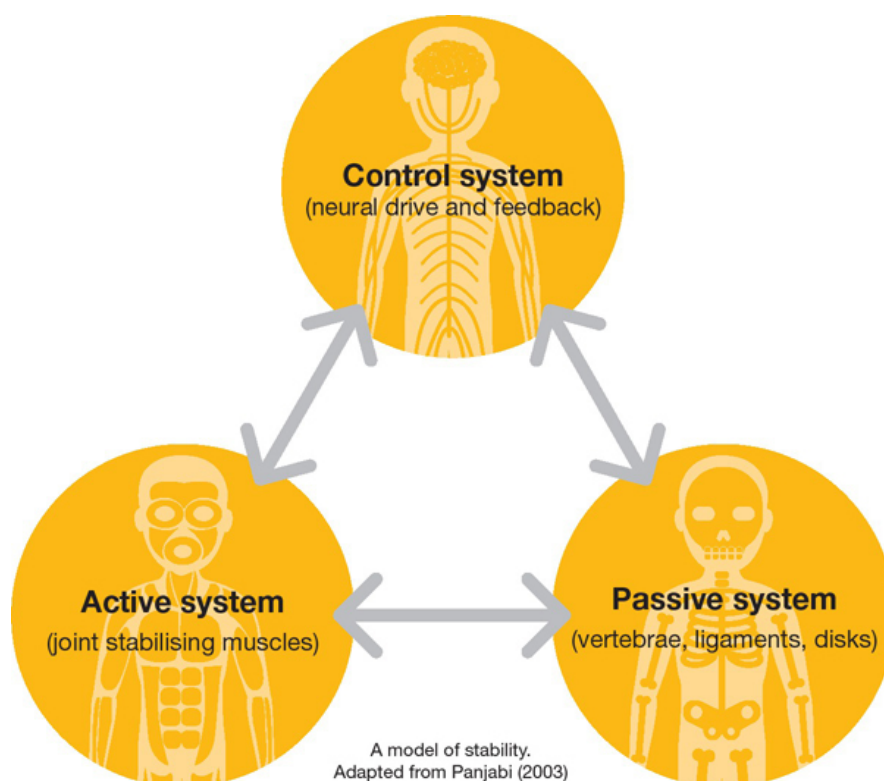 Control system
(neural drive and feedback)
Active system
(joint stabilising muscles)
Passive system
(vertebrae, ligaments, disks)
A model of stability.
Adapted from Panjabi (2003)